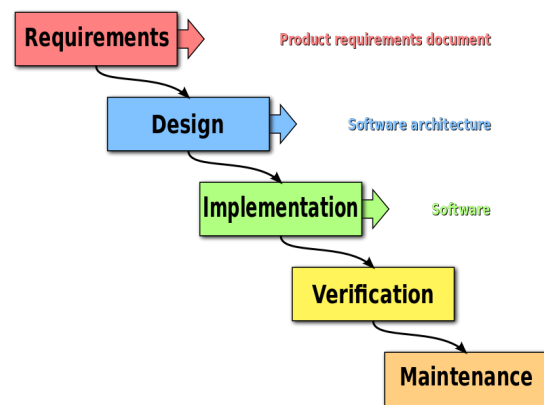 Requirements
Product requirements document
Design
Software architecture
Implementation
Software
Verification
Maintenance